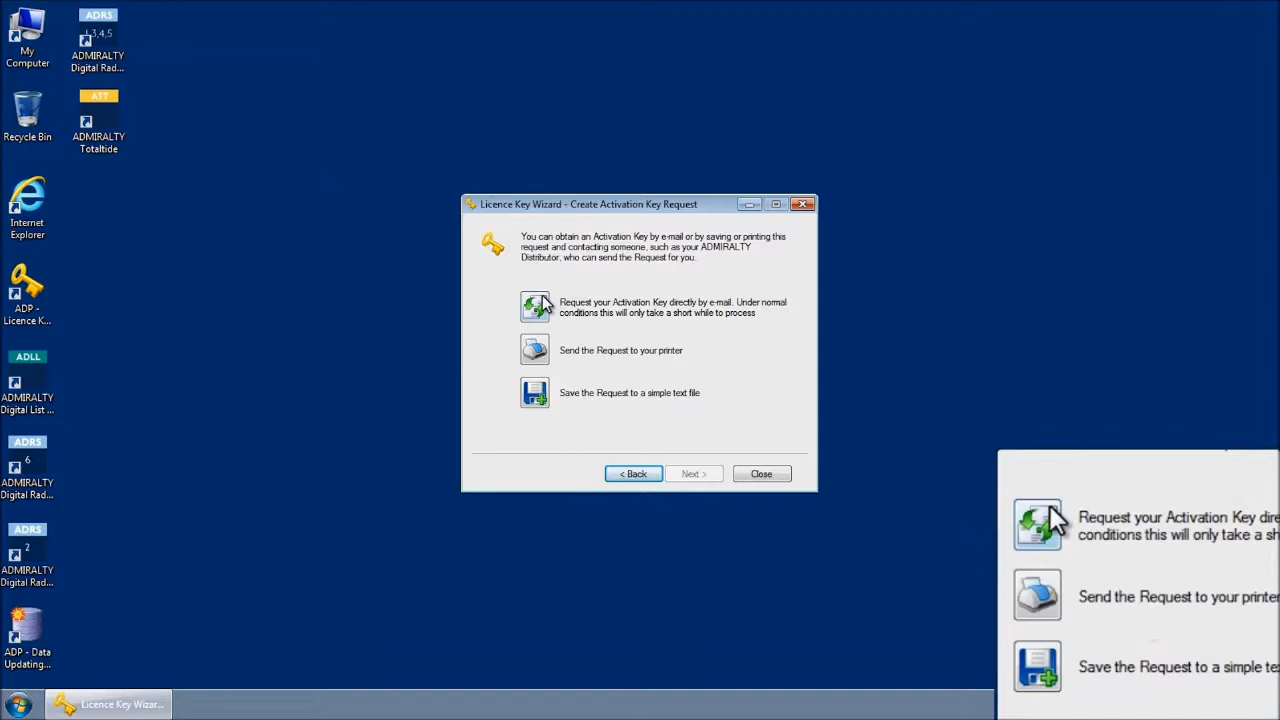 My
Computer
ADRS
1,3,4,5
ADMIRALTY
Digital Rad...
Recycle Bin
ATT
ADMIRALTY
Totaltide
Internet
Explorer
ADP -
Licence K...
ADLL
ADMIRALTY
Digital List ...
ADRS
6
ADMIRALTY
Digital Rad...
ADRS
2
ADMIRALTY
Digital Rad...
ADP - Data
Updating...
Licence Key Wizard - Create Activation Key Request
You can obtain an Activation Key by e-mail or by saving or printing this
request and contacting someone, such as your ADMIRALTY
Distributor, who can send the Request for you.
Request your Activation Key directly by e-mail. Under normal
conditions this will only take a short while to process
Send the Request to your printer
Save the Request to a simple text file
< Back
Next >
Close
Request your Activation Key dire
conditions this will only take a sh
Send the Request to your printer
Save the Request to a simple te
Licence Key Wizar...